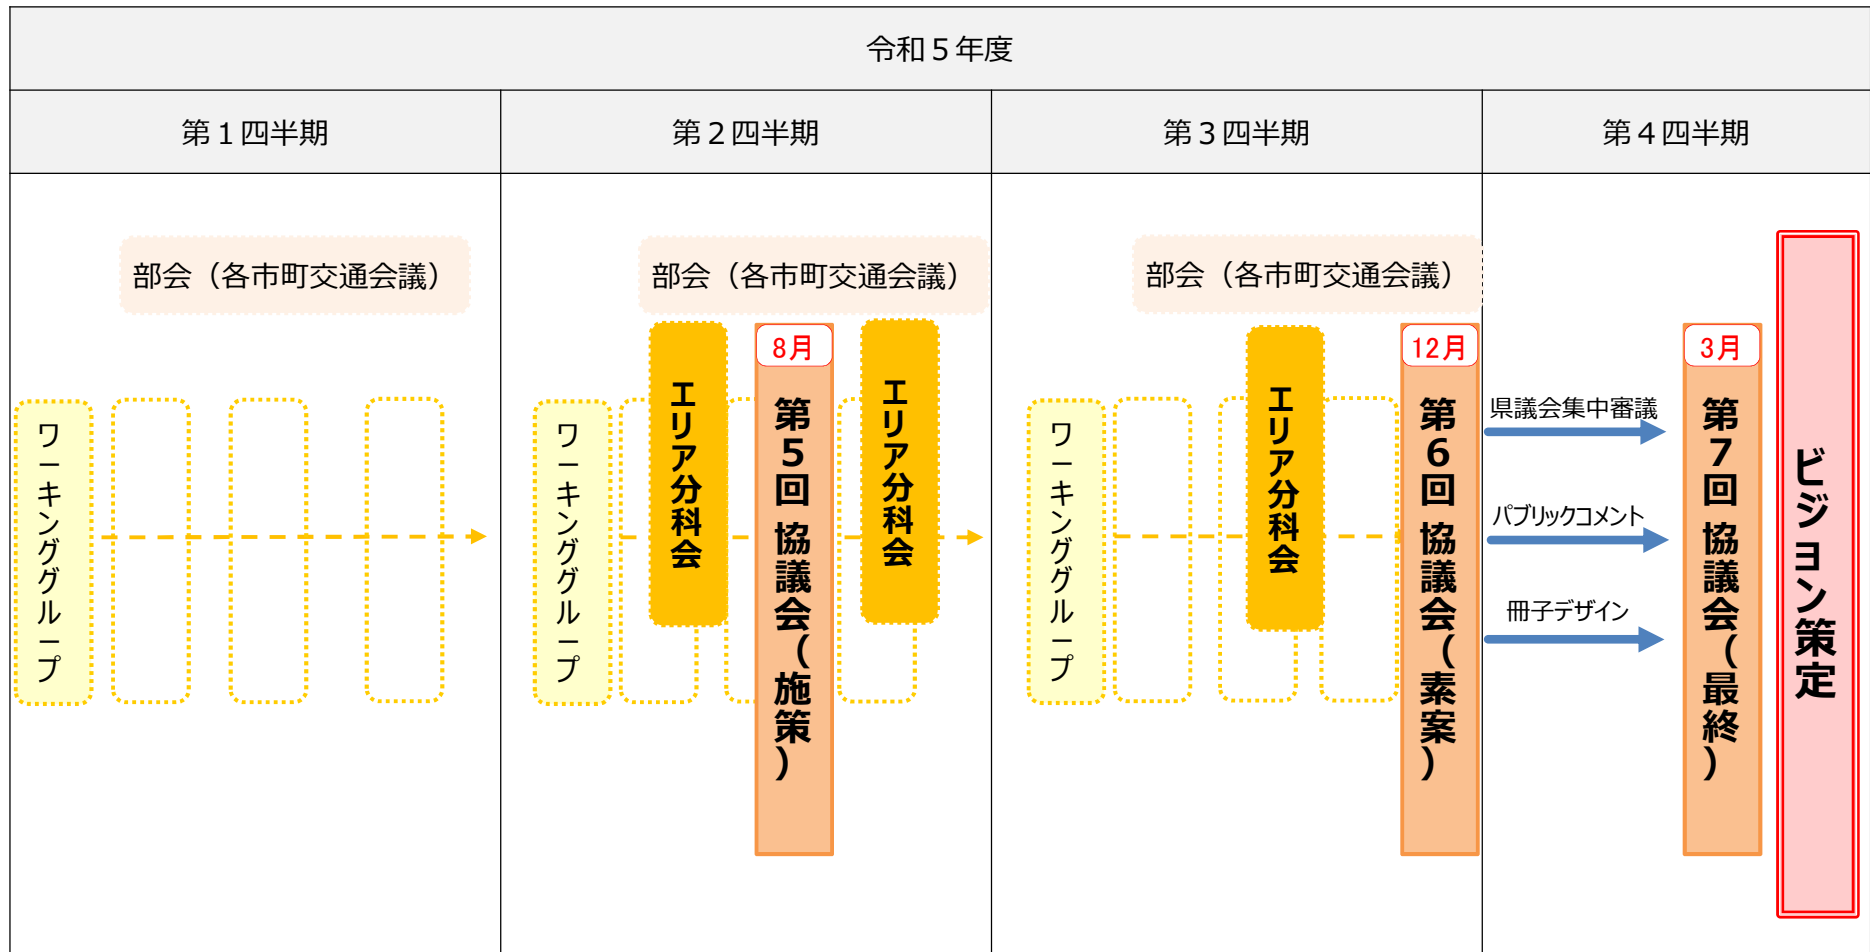 令和５年度
第１四半期
第２四半期
第３四半期
第４四半期
部会（各市町交通会議）
ワーキンググループ
部会（各市町交通会議）
ワーキンググループ
エリア分科会
8月
第５回 協議会（施策）
エリア分科会
部会（各市町交通会議）
ワーキンググループ
エリア分科会
12月
第６回 協議会（素案）
県議会集中審議
パブリックコメント
冊子デザイン
3月
第７回 協議会（最終）
ビジョン策定